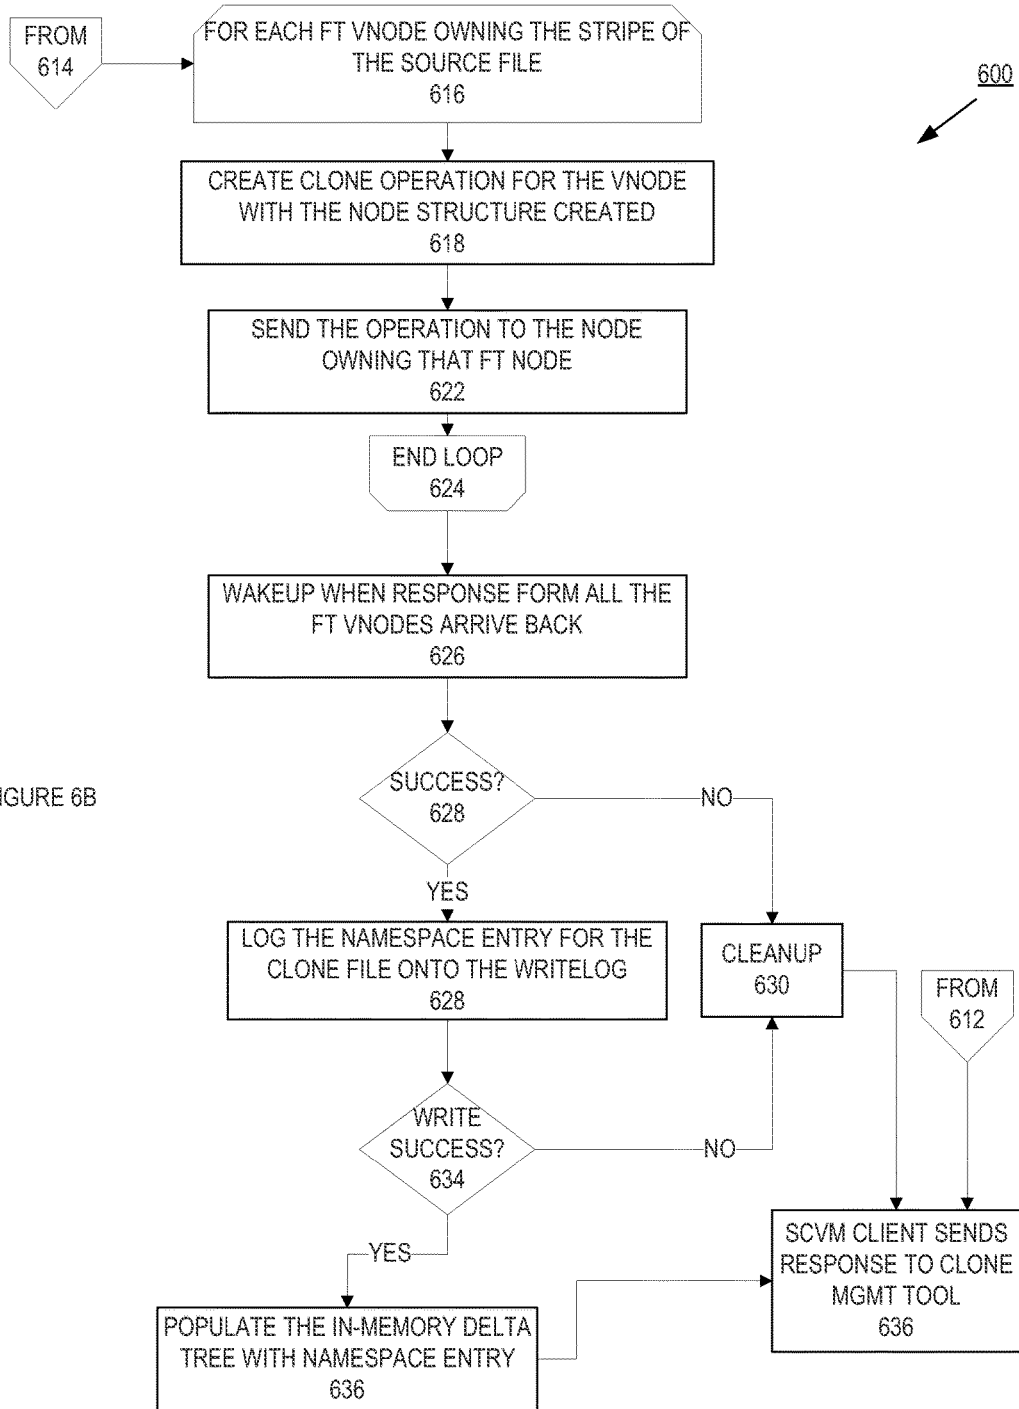 FROM
614
FOR EACH FT VNODE OWNING THE STRIPE OF
THE SOURCE FILE
616
600
CREATE CLONE OPERATION FOR THE VNODE
WITH THE NODE STRUCTURE CREATED
618
SEND THE OPERATION TO THE NODE
OWNING THAT FT NODE
622
END LOOP
624
WAKEUP WHEN RESPONSE FORM ALL THE
FT VNODES ARRIVE BACK
626
SUCCESS?
628
NO
IGURE 6B
YES
LOG THE NAMESPACE ENTRY FOR THE
CLONE FILE ONTO THE WRITELOG
628
CLEANUP
630
FROM
612
WRITE
SUCCESS?
634
NO
YES
SCVM CLIENT SENDS
RESPONSE TO CLONE
MGMT TOOL
636
POPULATE THE IN-MEMORY DELTA
TREE WITH NAMESPACE ENTRY
636